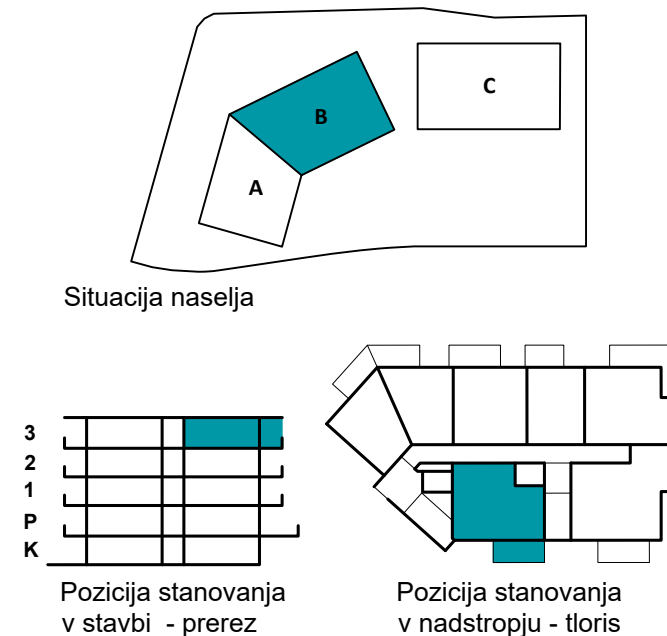 B
C
A
Situacija naselja
3
2
1
P
K
Pozicija stanovanja
v stavbi - prerez
Pozicija stanovanja
v nadstropju - tloris